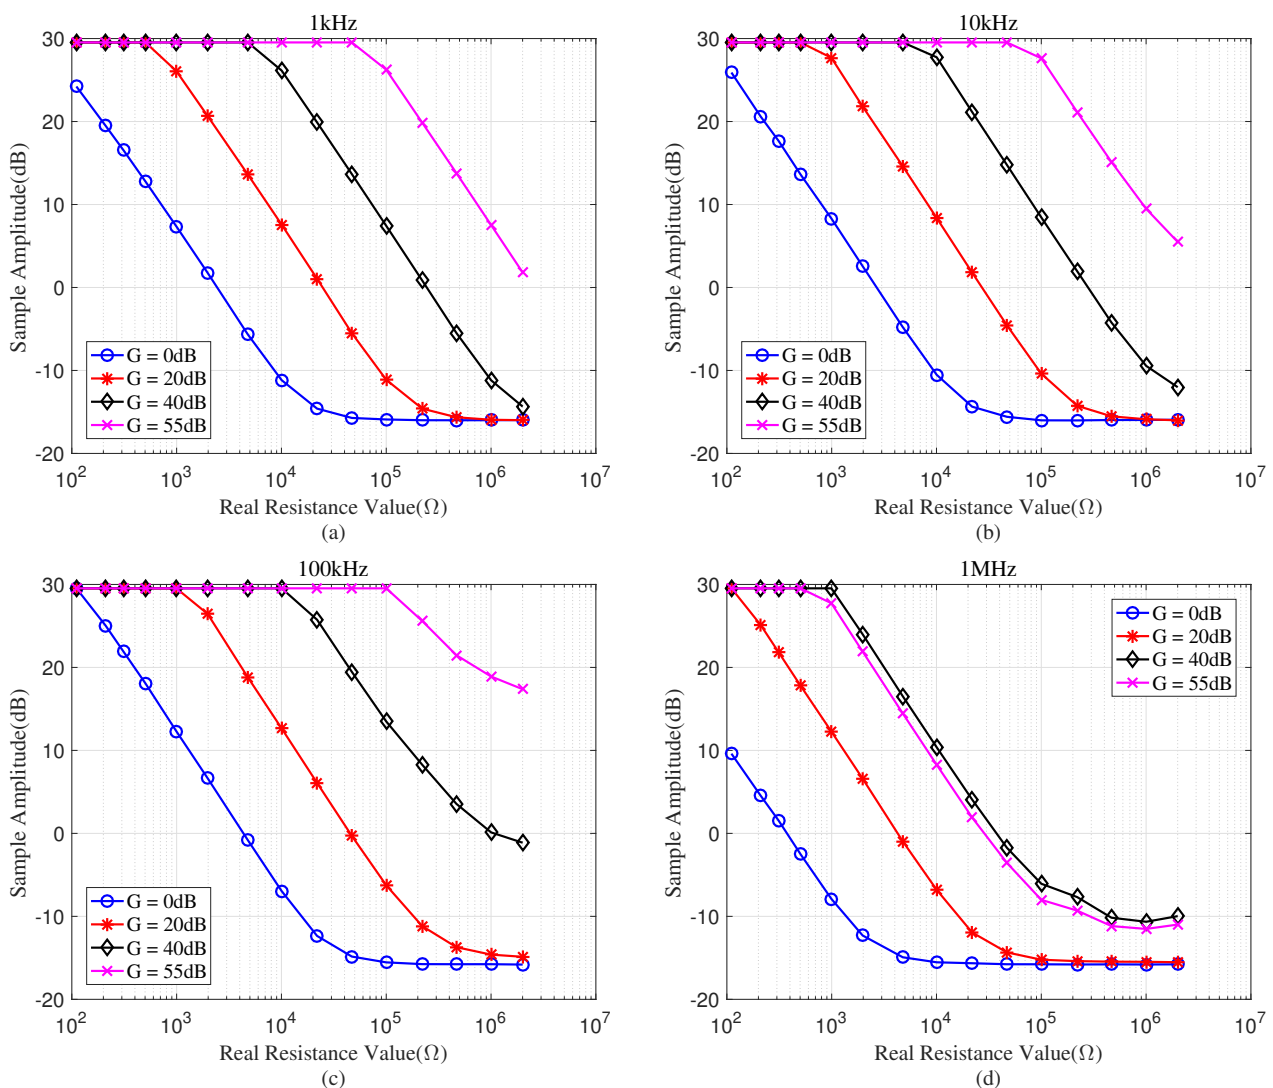 1kHz
30
20
10
0
-10
-20
Sample Amplitude(dB)
G = 0dB
G = 20dB
G = 40dB
G = 55dB
10^2 10^3 10^4 10^5 10^6 10^7
Real Resistance Value(Ω)
(a)
10kHz
30
20
10
0
-10
-20
Sample Amplitude(dB)
G = 0dB
G = 20dB
G = 40dB
G = 55dB
10^2 10^3 10^4 10^5 10^6 10^7
Real Resistance Value(Ω)
(b)
100kHz
30
20
10
0
-10
-20
Sample Amplitude(dB)
G = 0dB
G = 20dB
G = 40dB
G = 55dB
10^2 10^3 10^4 10^5 10^6 10^7
Real Resistance Value(Ω)
(c)
1MHz
30
20
10
0
-10
-20
Sample Amplitude(dB)
G = 0dB
G = 20dB
G = 40dB
G = 55dB
10^2 10^3 10^4 10^5 10^6 10^7
Real Resistance Value(Ω)
(d)